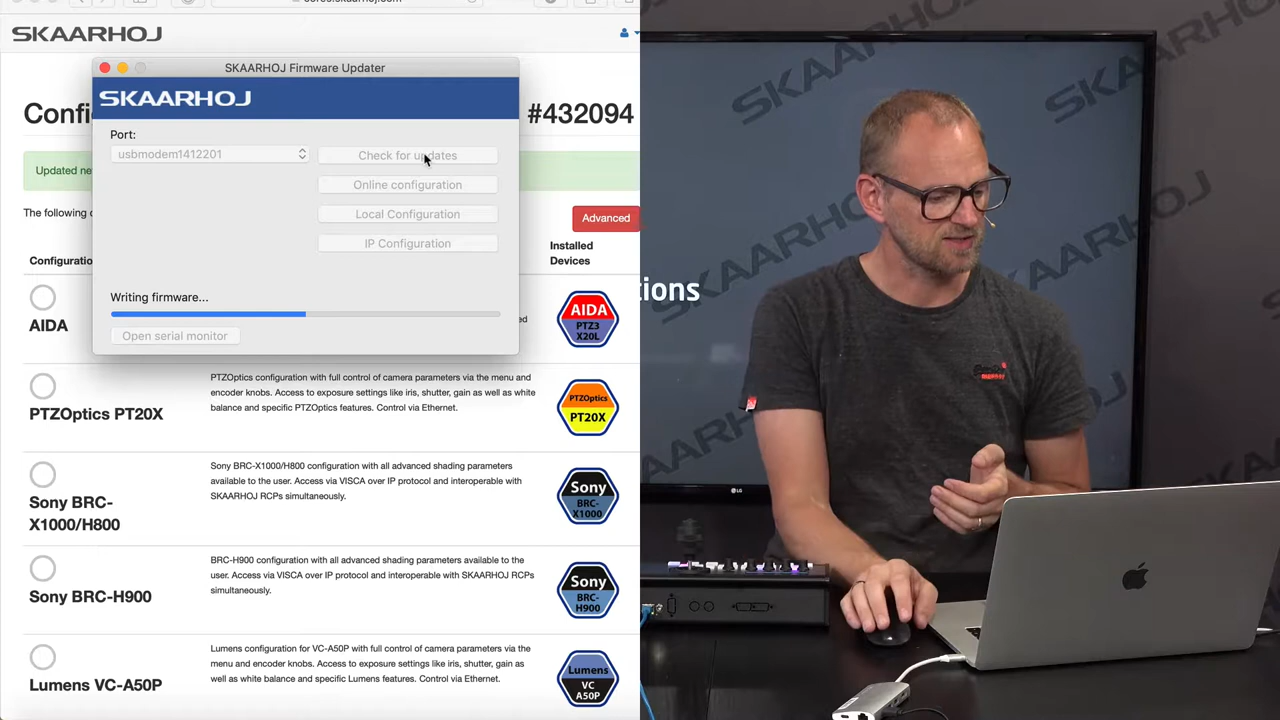 cores.skaarhoj.com
SKAARHOJ
SKAARHOJ Firmware Updater
SKAARHOJ
Confi
#432094
Port:
usbmodem1412201
Check for updates
Online configuration
Local Configuration
IP Configuration
Updated ne
The following c
Advanced
Configuratio
Installed
Devices
Writing firmware...
Open serial monitor
AIDA
ed
AIDA
PTZ3
X20L
PTZOptics PT20X
PTZOptics configuration with full control of camera parameters via the menu and
encoder knobs. Access to exposure settings like iris, shutter, gain as well as white
balance and specific PTZOptics features. Control via Ethernet.
PTZOptics
PT20X
Sony BRC-
X1000/H800
Sony BRC-X1000/H800 configuration with all advanced shading parameters
available to the user. Access via VISCA over IP protocol and interoperable with
SKAARHOJ RCPs simultaneously.
Sony
BRC-
X1000
Sony BRC-H900
BRC-H900 configuration with all advanced shading parameters available to the
user. Access via VISCA over IP protocol and interoperable with SKAARHOJ RCPs
simultaneously.
Sony
BRC-
H900
Lumens VC-A50P
Lumens configuration for VC-A50P with full control of camera parameters via the
menu and encoder knobs. Access to exposure settings like iris, shutter, gain as
well as white balance and specific Lumens features. Control via Ethernet.
Lumens
VC
A50P
SKAARHOJ
SKAARHOJ
SKAARHOJ
SKAARHOJ
tions
LG